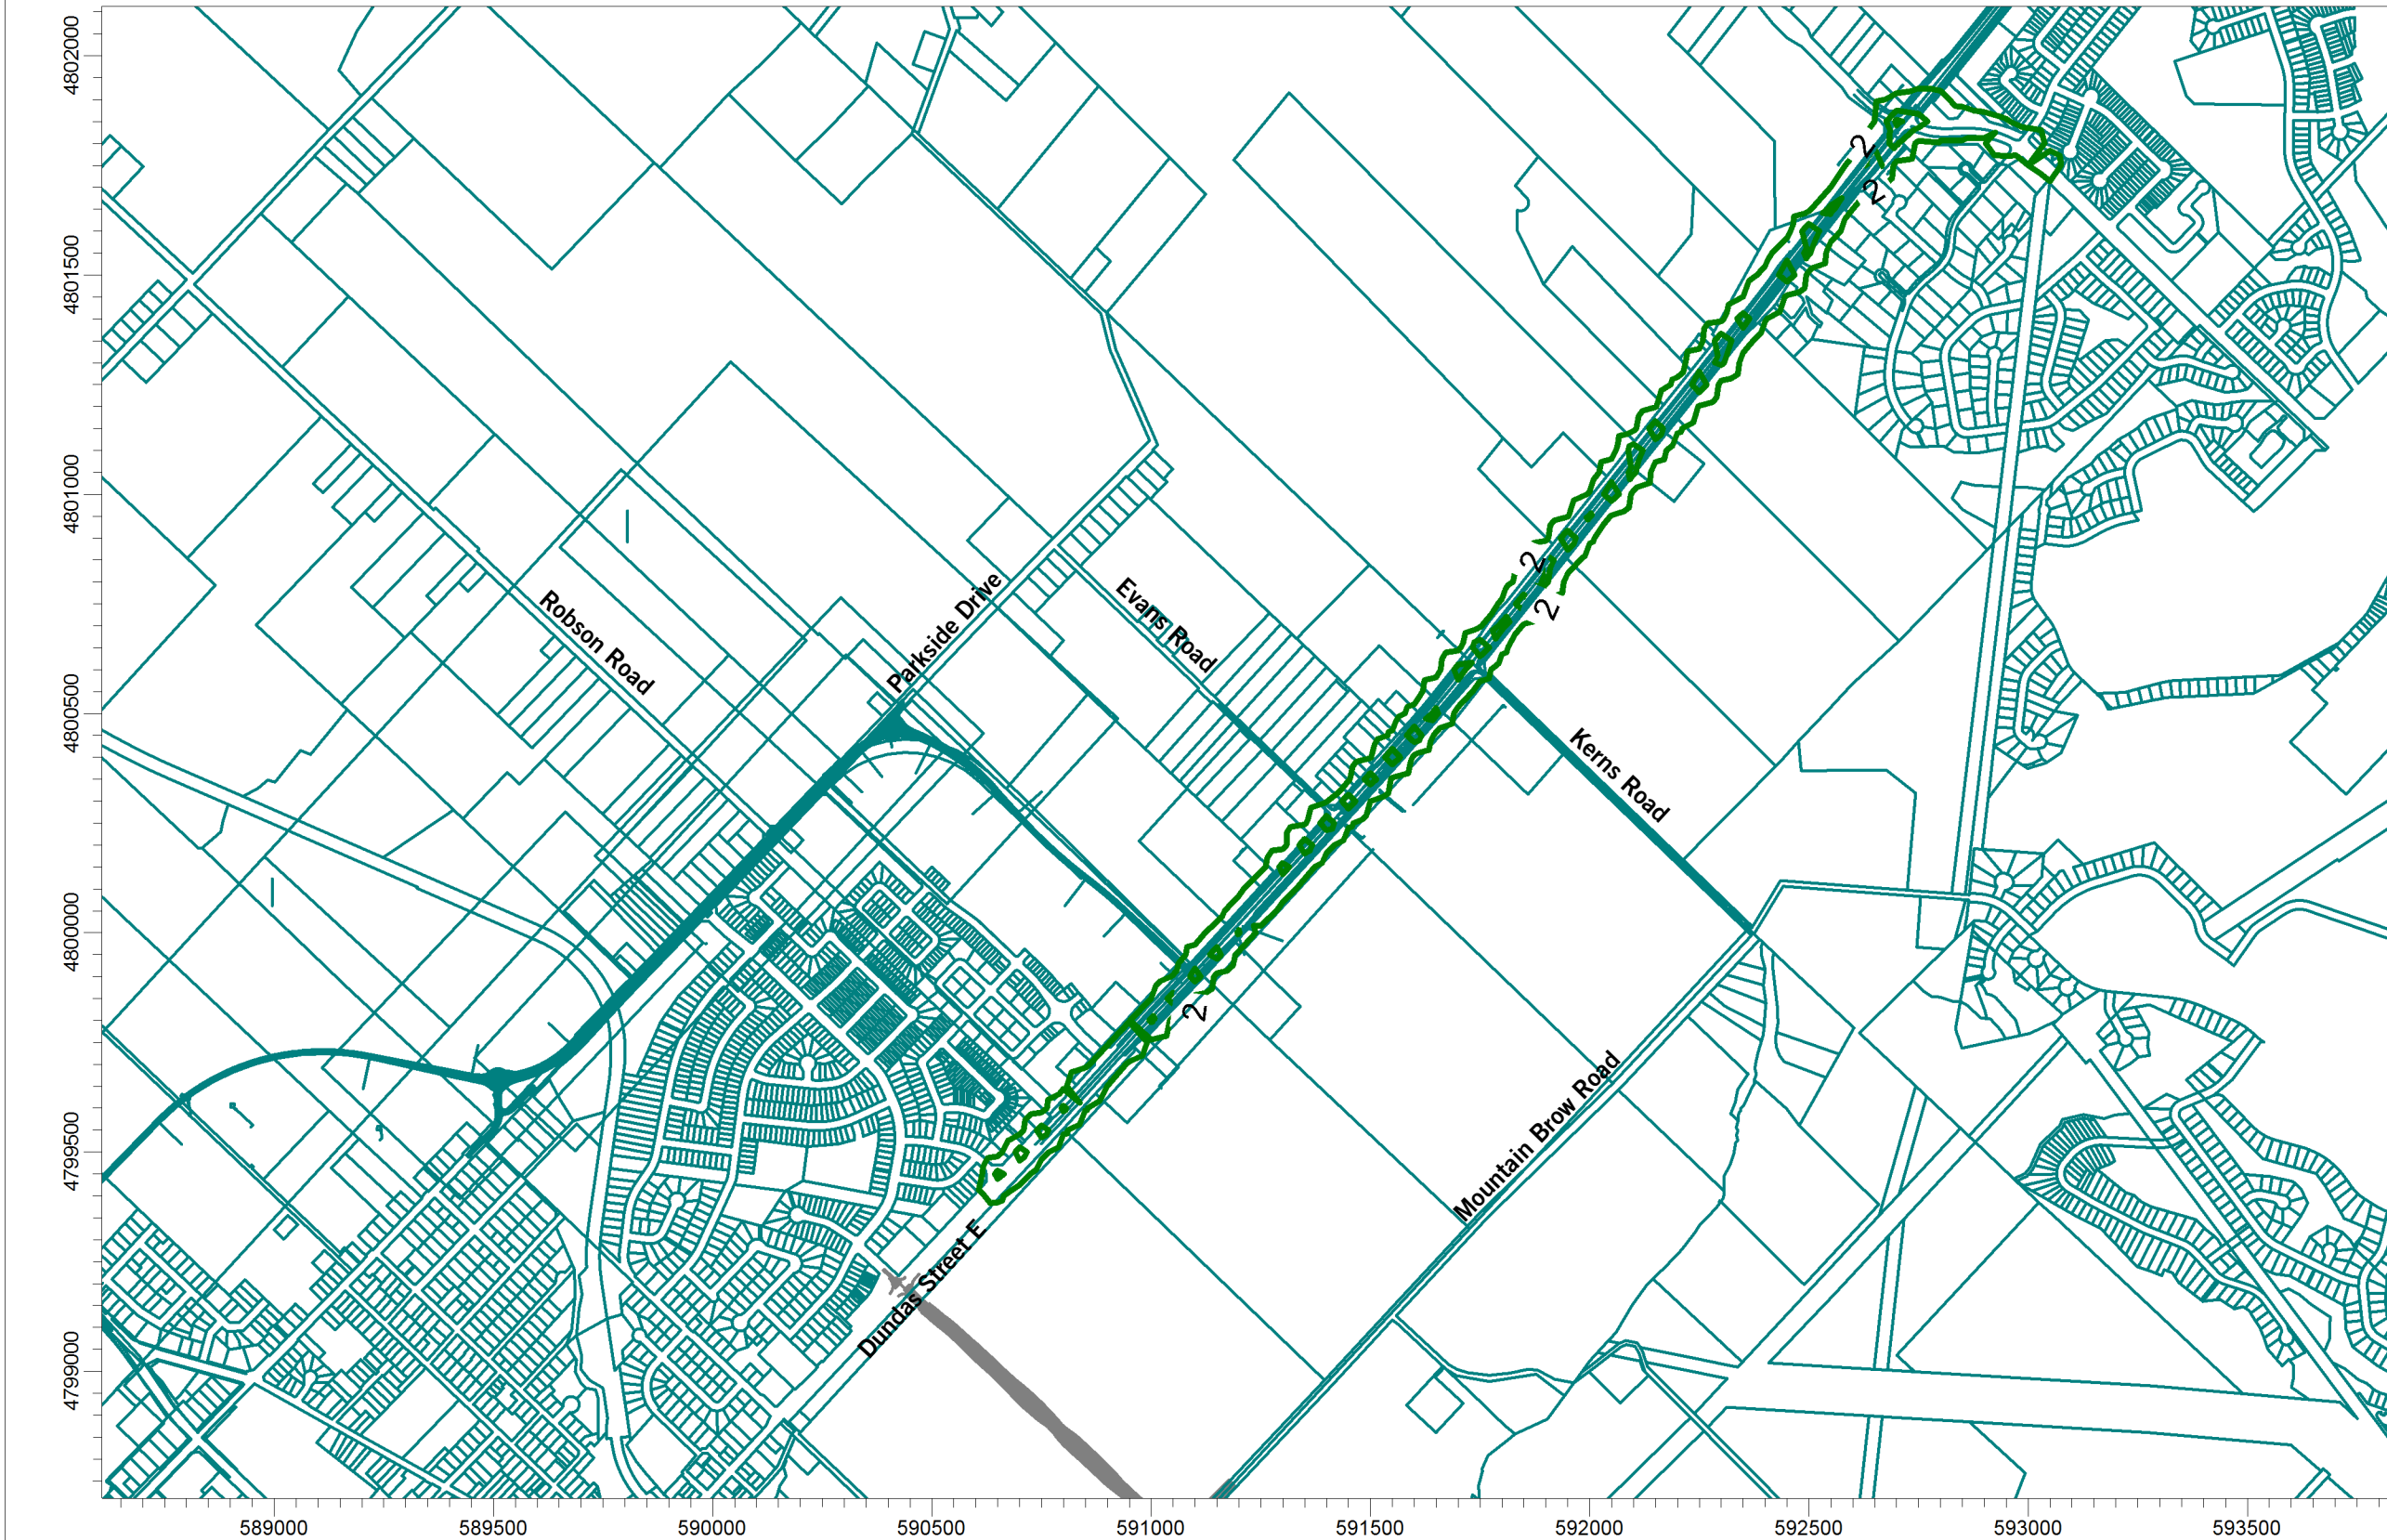 4802000
2
2
4801500
4801000
2
2
Robson Road
Parkside Drive
Evans Road
4800500
Kerns Road
4800000
2
4799500
Mountain Brow Road
Dundas Street E
4799000
589000 589500 590000 590500 591000 591500 592000 592500 593000 593500